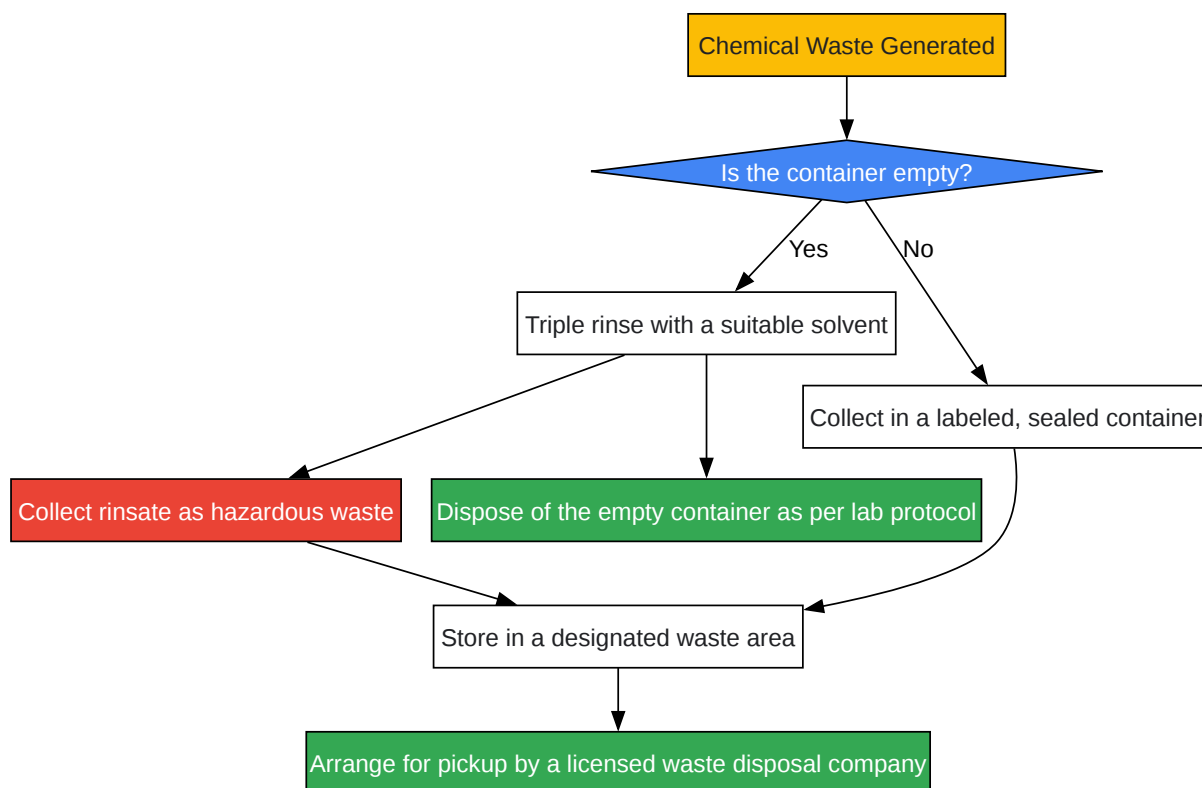 Chemical Waste Generated
Is the container empty?
Yes
No
Triple rinse with a suitable solvent
Collect in a labeled, sealed container
Collect rinsate as hazardous waste
Dispose of the empty container as per lab protocol
Store in a designated waste area
Arrange for pickup by a licensed waste disposal company